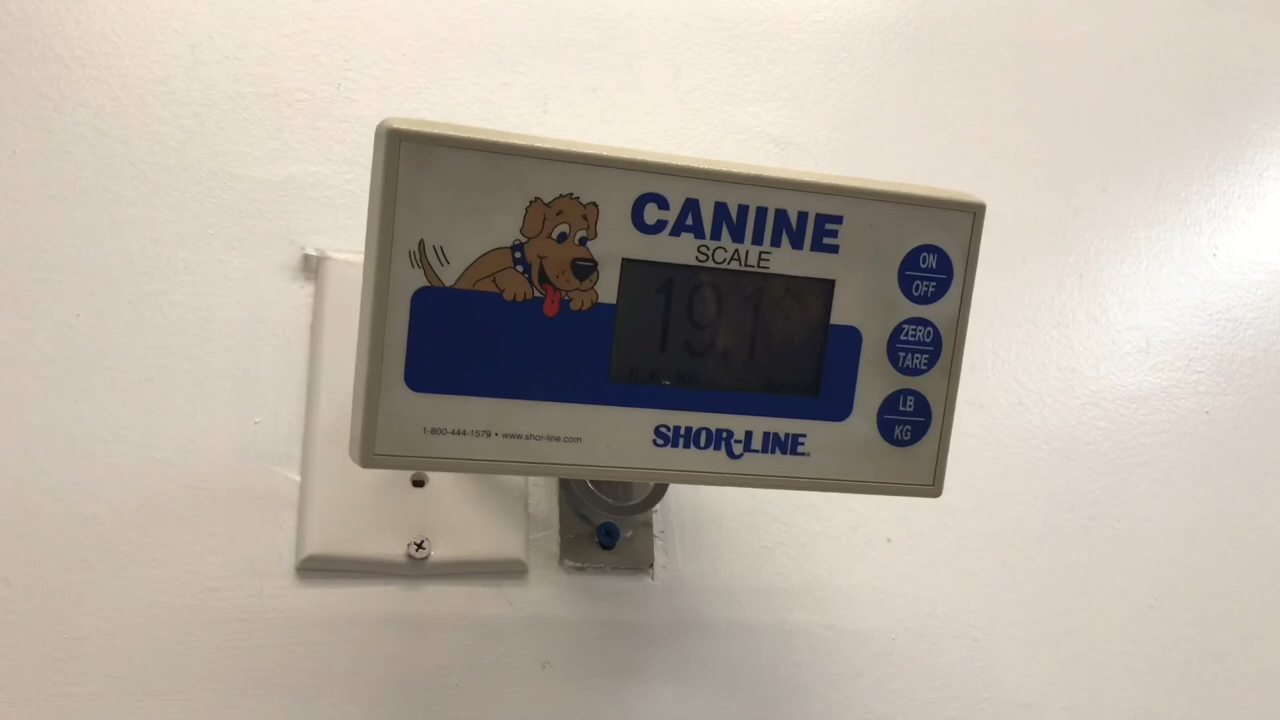 CANINE
SCALE
19.1
ON
OFF
ZERO
TARE
LB
KG
1-800-444-1579 • www.shor-line.com
SHOR-LINE®